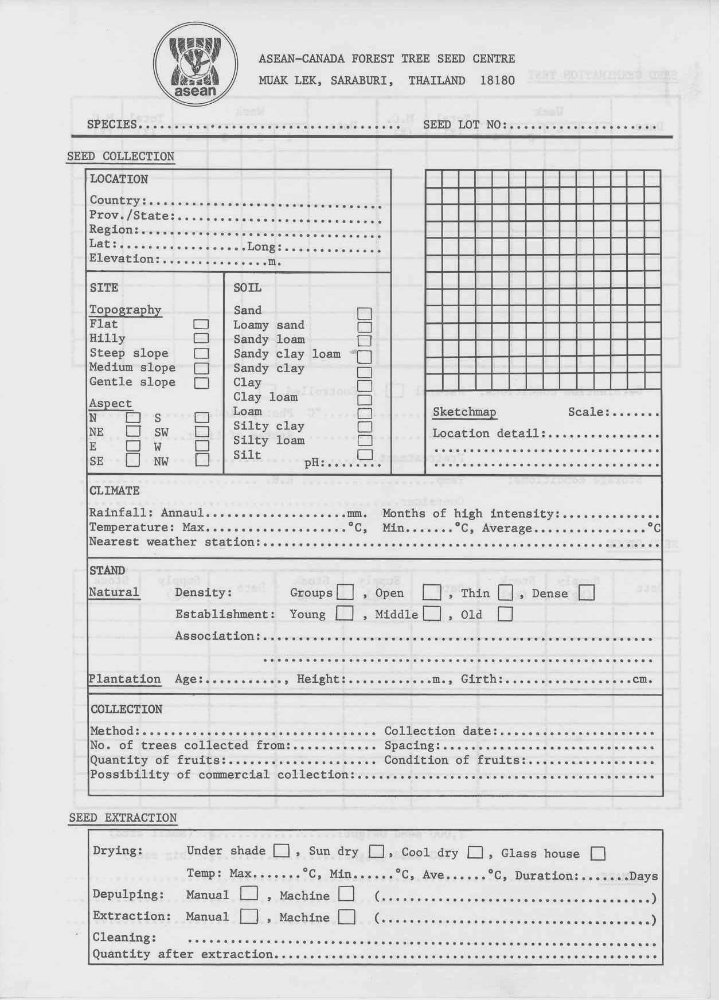 asean
ASEAN-CANADA FOREST TREE SEED CENTRE
MUAK LEK, SARABURI, THAILAND 18180
SPECIES..................................... SEED LOT NO:.....................
SEED COLLECTION
LOCATION
Country:.................................
Prov./State:.............................
Region:..................................
Lat:..................Long:..............
Elevation:...............m.
SITE
Topography
Flat
Hilly
Steep slope
Medium slope
Gentle slope
Aspect
N S
NE SW
E W
SE NW
SOIL
Sand
Loamy sand
Sandy loam
Sandy clay loam
Sandy clay
Clay
Clay loam
Loam
Silty clay
Silty loam
Silt
pH:........
Sketchmap Scale:.......
Location detail:................
................................
................................
CLIMATE
Rainfall: Annaul....................mm. Months of high intensity:..............
Temperature: Max....................°C, Min.......°C, Average................°C
Nearest weather station:........................................................
STAND
Natural Density: Groups , Open , Thin , Dense
Establishment: Young , Middle , Old
Association:.......................................................
.......................................................
Plantation Age:..........., Height:............m., Girth:..................cm.
COLLECTION
Method:................................. Collection date:......................
No. of trees collected from:............ Spacing:..............................
Quantity of fruits:..................... Condition of fruits:..................
Possibility of commercial collection:..........................................
SEED EXTRACTION
Drying: Under shade , Sun dry , Cool dry , Glass house
Temp: Max.......°C, Min......°C, Ave......°C, Duration:.......Days
Depulping: Manual , Machine (......................................)
Extraction: Manual , Machine (......................................)
Cleaning: ..................................................................
Quantity after extraction......................................................